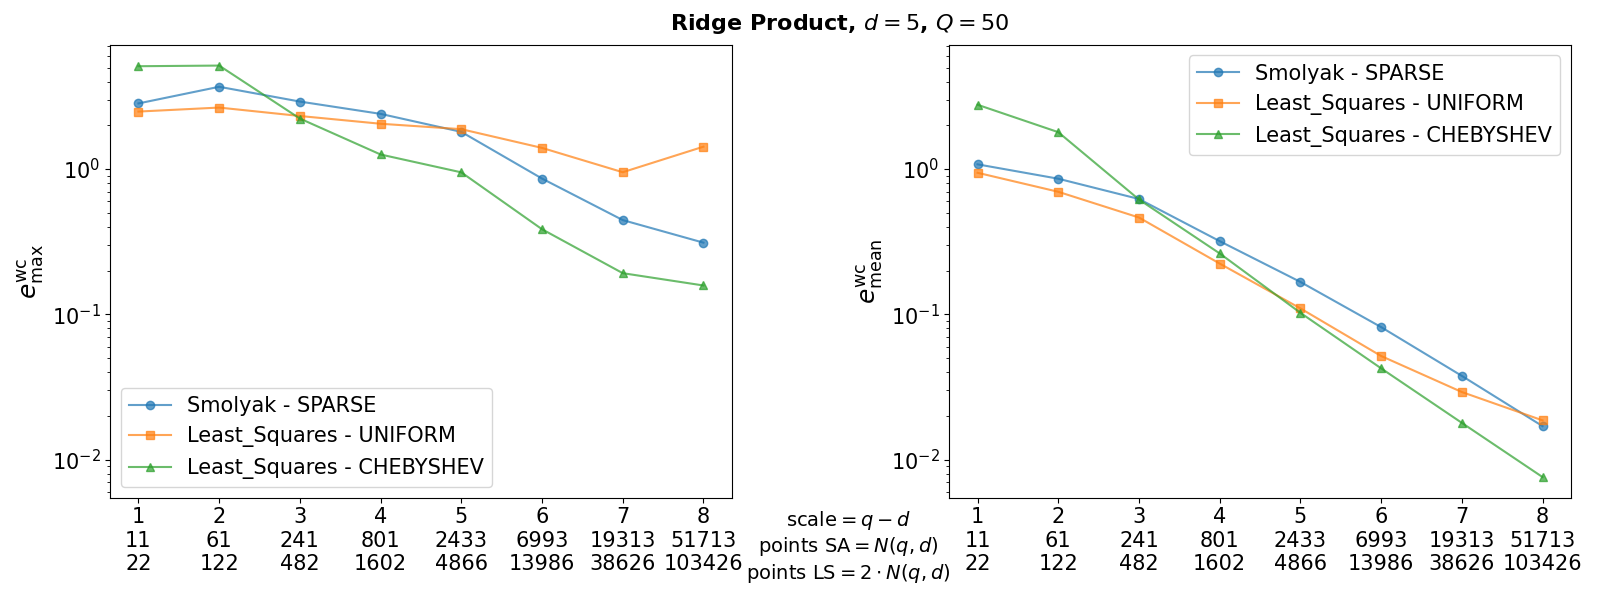 Ridge Product, d = 5, Q = 50
10^0
10^-1
10^-2
e^wc_max
Smolyak - SPARSE
Least_Squares - UNIFORM
Least_Squares - CHEBYSHEV
1 2 3 4 5 6 7 8
11 61 241 801 2433 6993 19313 51713
22 122 482 1602 4866 13986 38626 103426
scale = q − d
points SA = N(q, d)
points LS = 2 · N(q, d)
10^0
10^-1
10^-2
e^wc_mean
Smolyak - SPARSE
Least_Squares - UNIFORM
Least_Squares - CHEBYSHEV
1 2 3 4 5 6 7 8
11 61 241 801 2433 6993 19313 51713
22 122 482 1602 4866 13986 38626 103426